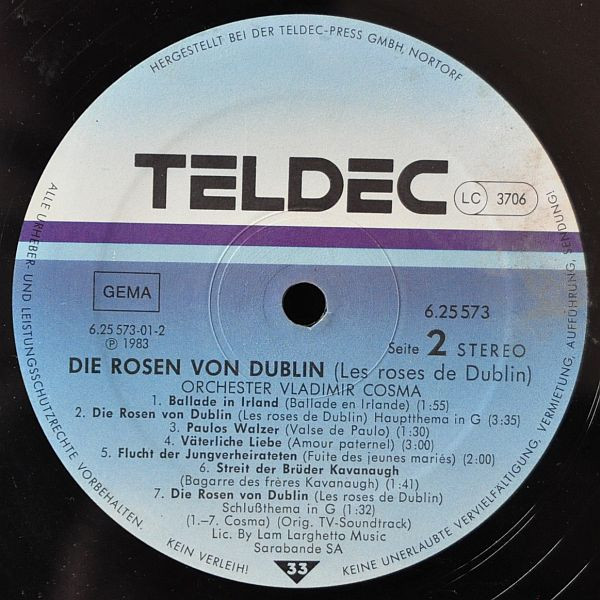 HERGESTELLT BEI DER TELDEC-PRESS GMBH, NORTORF
TELDEC
LC 3706
GEMA
6.25573
6.25 573-01-2
Ⓟ 1983
Seite 2 STEREO
DIE ROSEN VON DUBLIN (Les roses de Dublin)
ORCHESTER VLADIMIR COSMA
1. Ballade in Irland (Ballade en Irlande) (1:55)
2. Die Rosen von Dublin (Les roses de Dublin) Hauptthema in G (3:35)
3. Paulos Walzer (Valse de Paulo) (1:30)
4. Väterliche Liebe (Amour paternel) (3:00)
5. Flucht der Jungverheirateten (Fuite des jeunes mariés) (2:00)
6. Streit der Brüder Kavanaugh
(Bagarre des frères Kavanaugh) (1:41)
7. Die Rosen von Dublin (Les roses de Dublin)
Schlußthema in G (1:32)
(1.–7. Cosma) (Orig. TV-Soundtrack)
Lic. By Lam Larghetto Music
Sarabande SA
33
ALLE URHEBER- UND LEISTUNGSSCHUTZRECHTE VORBEHALTEN.
KEIN VERLEIH!
KEINE UNERLAUBTE VERVIELFÄLTIGUNG, VERMIETUNG, AUFFÜHRUNG, SENDUNG!